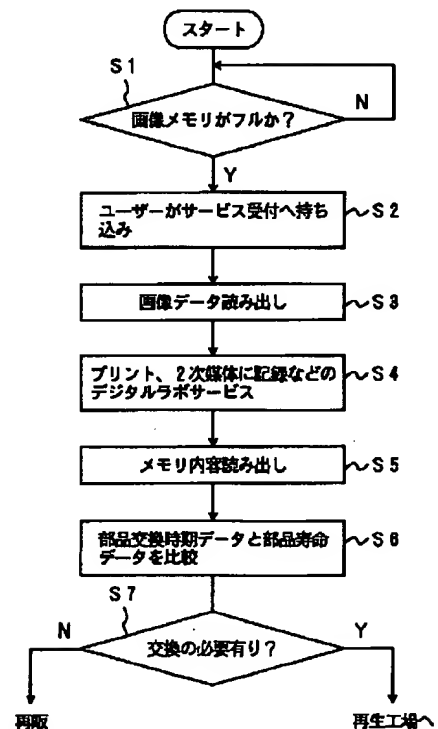 スタート
S1
画像メモリがフルか？
N
Y
ユーザーがサービス受付へ持ち
込み
S2
画像データ読み出し
S3
プリント、2次媒体に記録などの
デジタルラボサービス
S4
メモリ内容読み出し
S5
部品交換時期データと部品寿命
データを比較
S6
S7
N
交換の必要有り？
Y
再販
再生工場へ